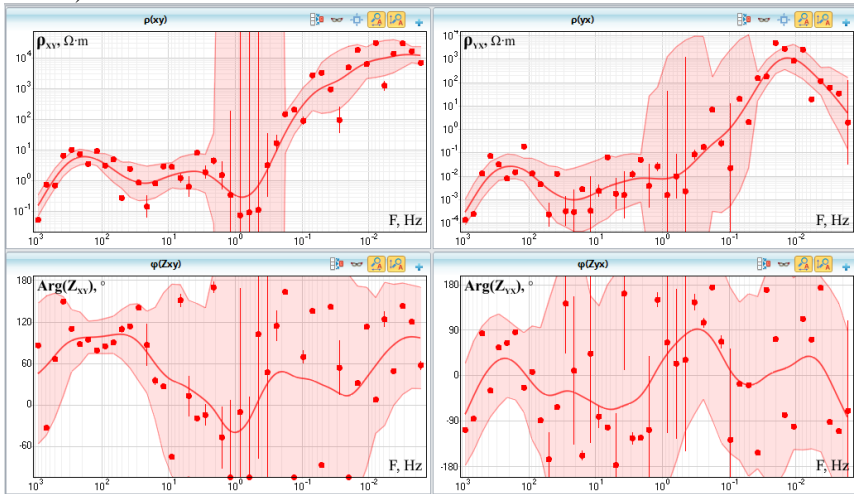 ρ(xy)
ρ(yx)
ρXY, Ω·m
10⁴
10³
10²
10¹
10⁰
10⁻¹
F, Hz
10³ 10² 10¹ 10⁰ 10⁻¹ 10⁻²
ρYX, Ω·m
10⁴
10³
10²
10¹
10⁰
10⁻¹
10⁻²
10⁻³
10⁻⁴
F, Hz
10³ 10² 10¹ 10⁰ 10⁻¹ 10⁻²
φ(Zxy)
φ(Zyx)
Arg(ZXY), °
180
120
60
0
-60
F, Hz
10³ 10² 10¹ 10⁰ 10⁻¹ 10⁻²
Arg(ZYX), °
180
90
0
-90
-180
F, Hz
10³ 10² 10¹ 10⁰ 10⁻¹ 10⁻²